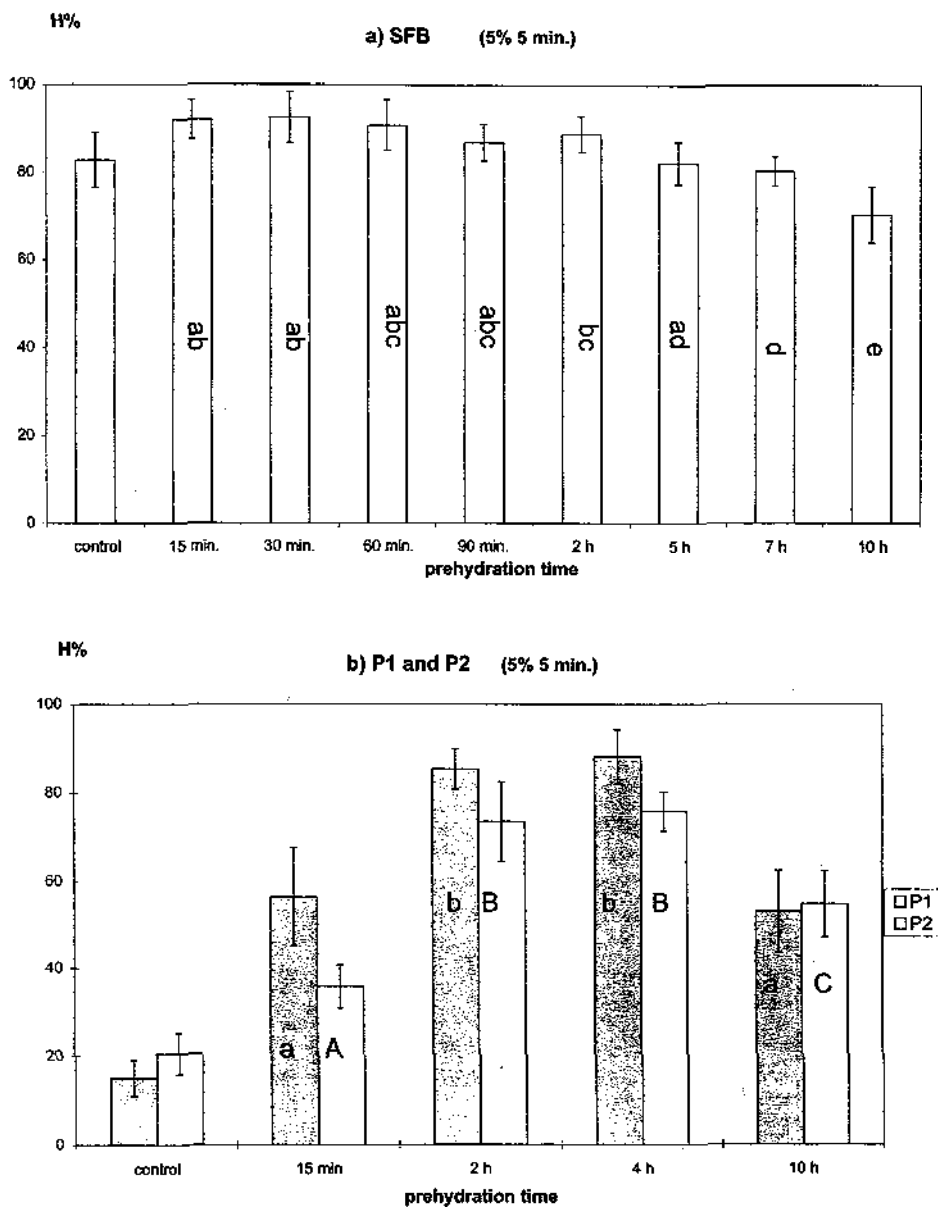 H%
a) SFB (5% 5 min.)
100
80
60
40
20
0
ab
ab
abc
abc
bc
ad
d
e
control 15 min. 30 min. 60 min. 90 min. 2 h 5 h 7 h 10 h
prehydration time
H%
b) P1 and P2 (5% 5 min.)
100
80
60
40
20
0
a A
b B
b B
a C
P1
P2
control 15 min 2 h 4 h 10 h
prehydration time